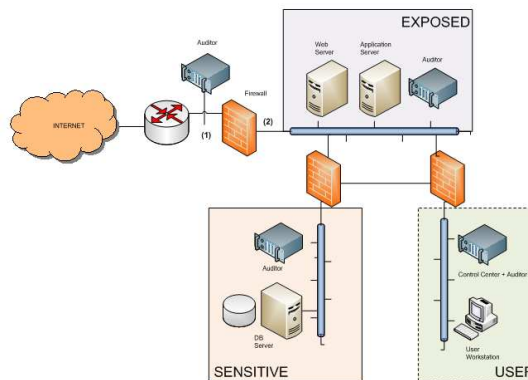 EXPOSED
Web
Server
Application
Server
Auditor
Auditor
Firewall
INTERNET
(1)
(2)
Auditor
DB
Server
SENSITIVE
Control Center + Auditor
User
Workstation
USER